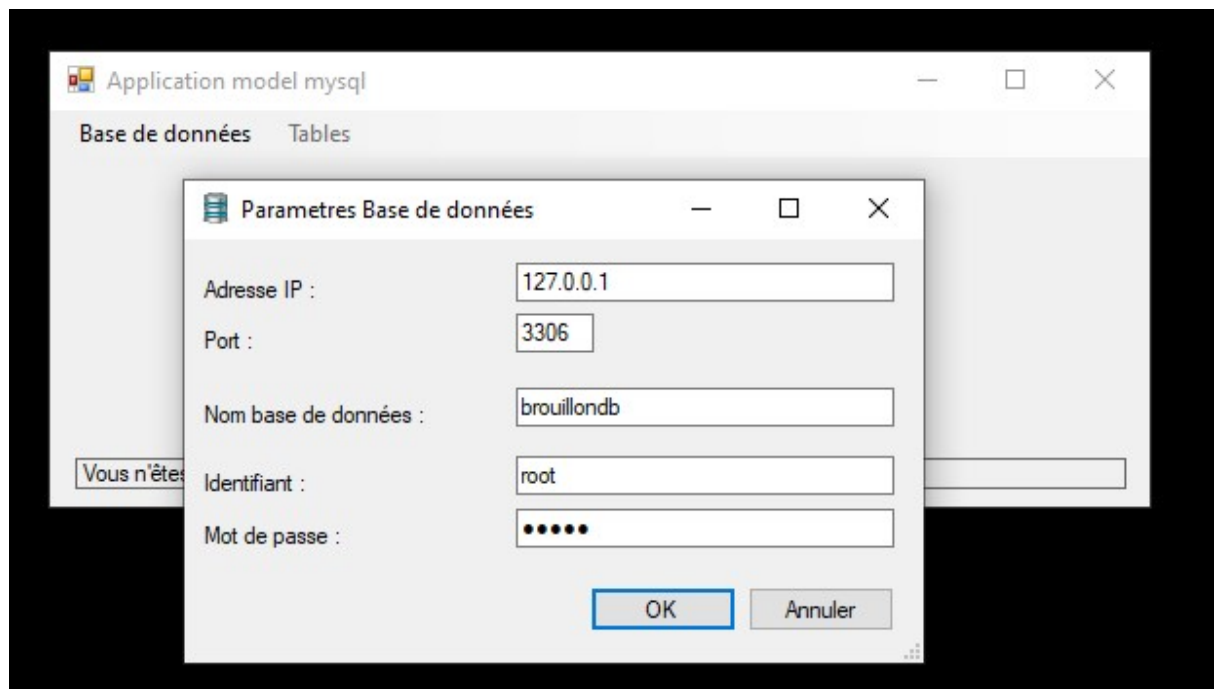 Application model mysql
Base de données Tables
Parametres Base de données
Adresse IP : 127.0.0.1
Port : 3306
Nom base de données : brouillondb
Vous n'êtes
Identifiant : root
Mot de passe : •••••
OK Annuler